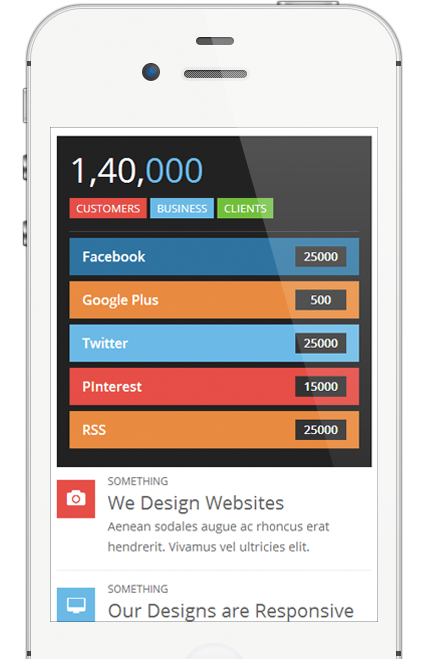 1,40,000
CUSTOMERS BUSINESS CLIENTS
Facebook 25000
Google Plus 500
Twitter 25000
PInterest 15000
RSS 25000
SOMETHING
We Design Websites
Aenean sodales augue ac rhoncus erat
hendrerit. Vivamus vel ultricies elit.
SOMETHING
Our Designs are Responsive